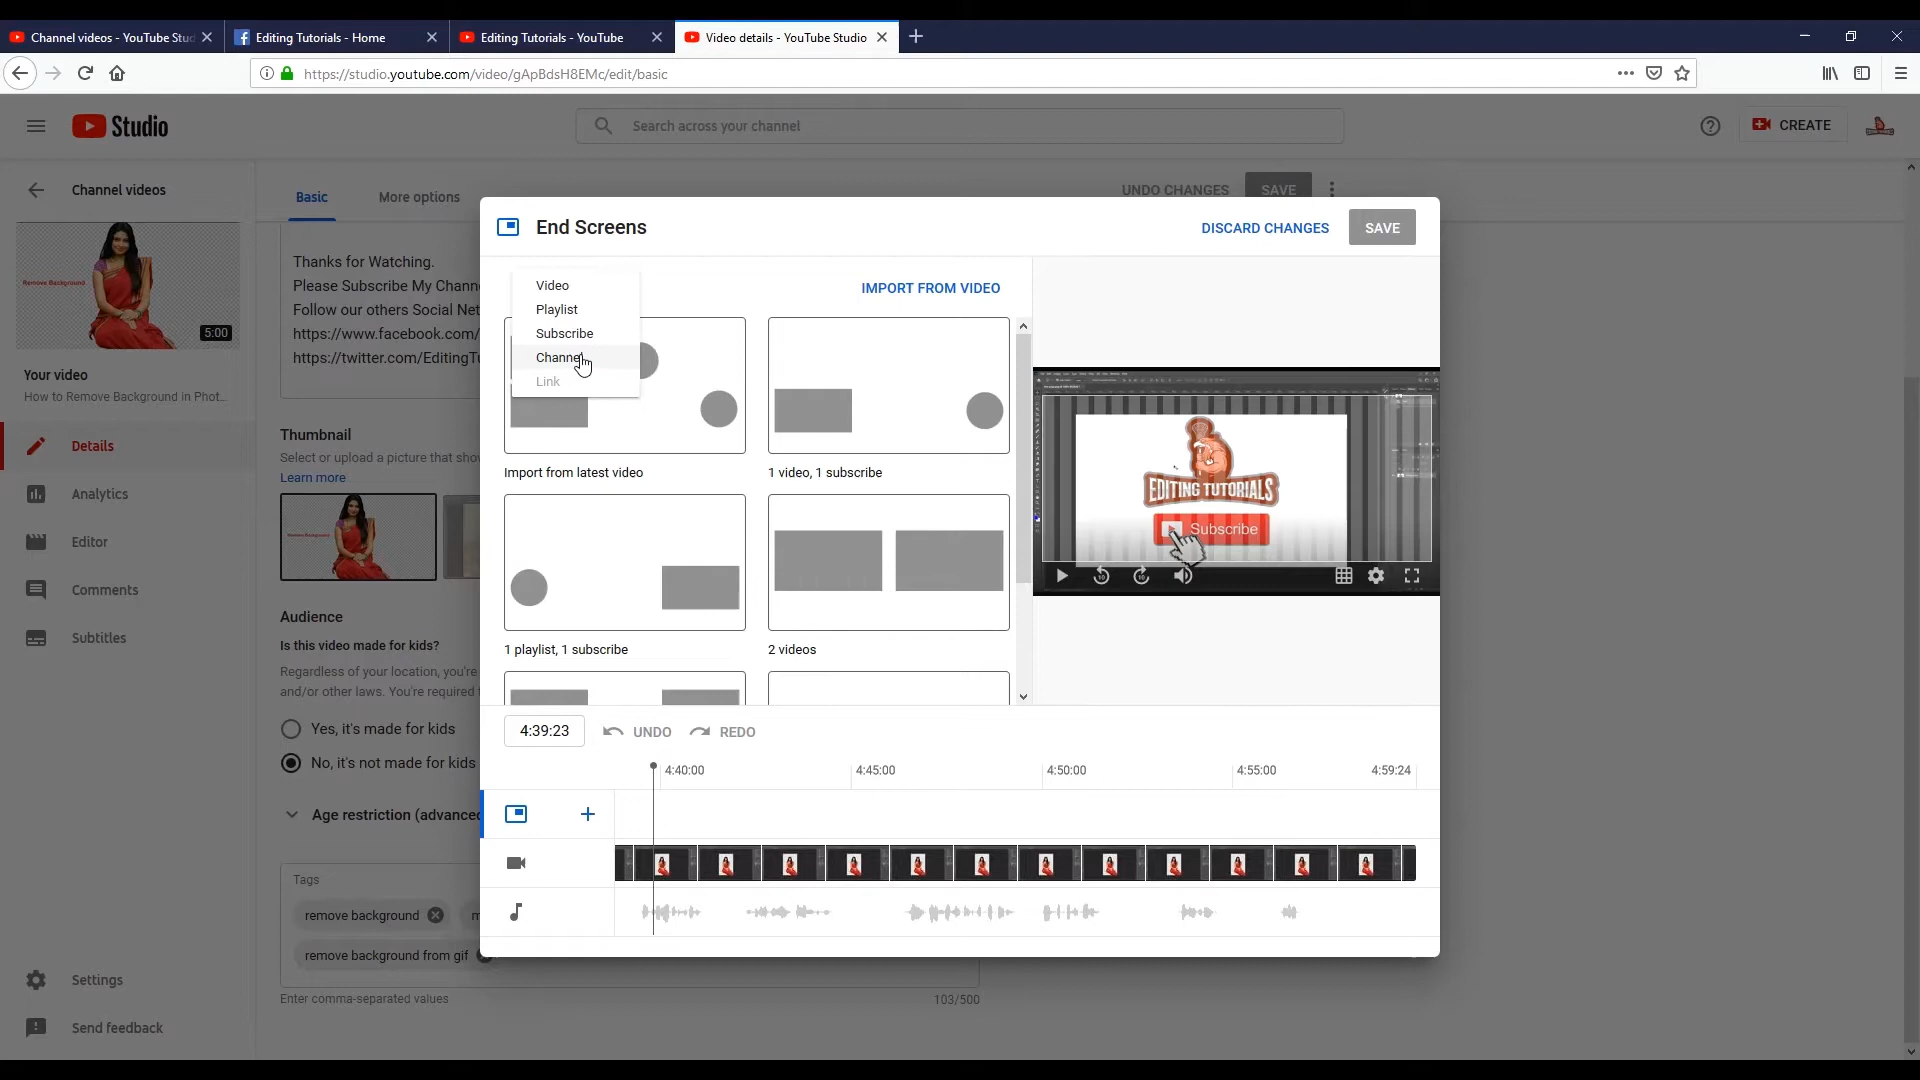 Channel videos - YouTube Stu
Editing Tutorials - Home
Editing Tutorials - YouTube
Video details - YouTube Studio
https://studio.youtube.com/video/gApBdsH8EMc/edit/basic
Studio
Search across your channel
CREATE
Channel videos
Remove Background
5:00
Your video
How to Remove Background in Phot...
Details
Analytics
Editor
Comments
Subtitles
Settings
Send feedback
Basic
More options
UNDO CHANGES
SAVE
Thanks for Watching.
Please Subscribe My Chann
Follow our others Social Net
https://www.facebook.com/
https://twitter.com/EditingTu
Thumbnail
Select or upload a picture that sho
Learn more
Audience
Is this video made for kids?
Regardless of your location, you're
and/or other laws. You're required
Yes, it's made for kids
No, it's not made for kids
Age restriction (advanced
Tags
remove background
remove background from gif
Enter comma-separated values
103/500
End Screens
DISCARD CHANGES
SAVE
Video
Playlist
Subscribe
Channel
Link
IMPORT FROM VIDEO
Import from latest video
1 video, 1 subscribe
1 playlist, 1 subscribe
2 videos
EDITING TUTORIALS
Subscribe
10
10
4:39:23
UNDO
REDO
4:40:00
4:45:00
4:50:00
4:55:00
4:59:24